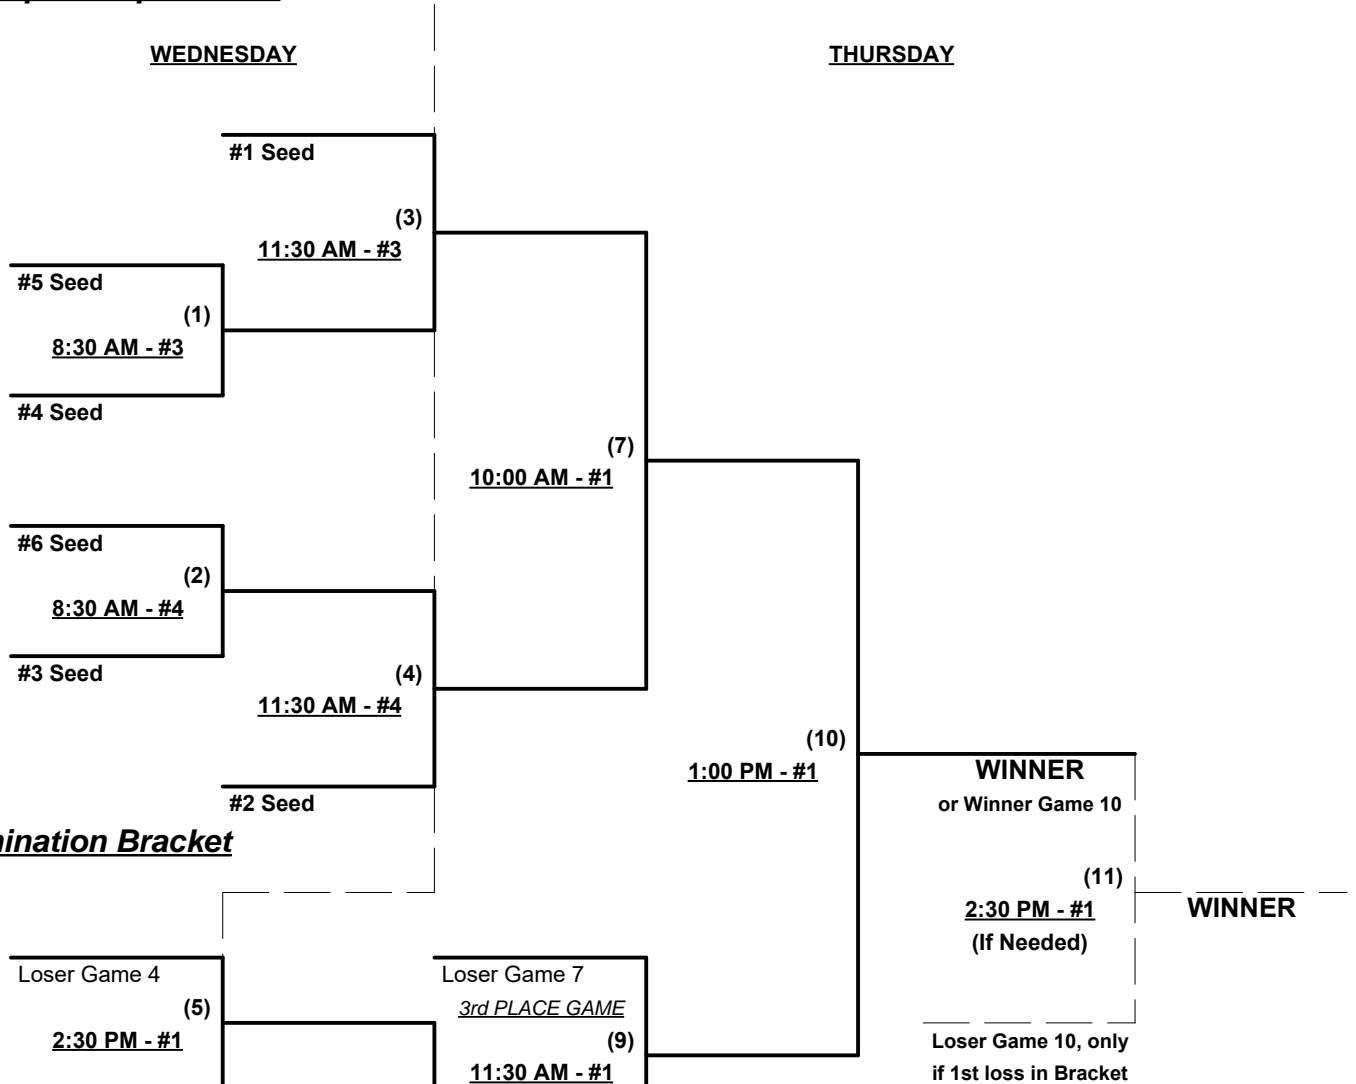 WEDNESDAY
THURSDAY
#1 Seed
(3)
11:30 AM - #3
#5 Seed
(1)
8:30 AM - #3
#4 Seed
(7)
10:00 AM - #1
#6 Seed
(2)
8:30 AM - #4
#3 Seed
(4)
11:30 AM - #4
(10)
1:00 PM - #1
WINNER
or Winner Game 10
#2 Seed
Bracket
(11)
2:30 PM - #1
WINNER
(If Needed)
Loser Game 4
Loser Game 7
3rd PLACE GAME
(5)
2:30 PM - #1
(9)
11:30 AM - #1
Loser Game 10, only
if 1st loss in Bracket